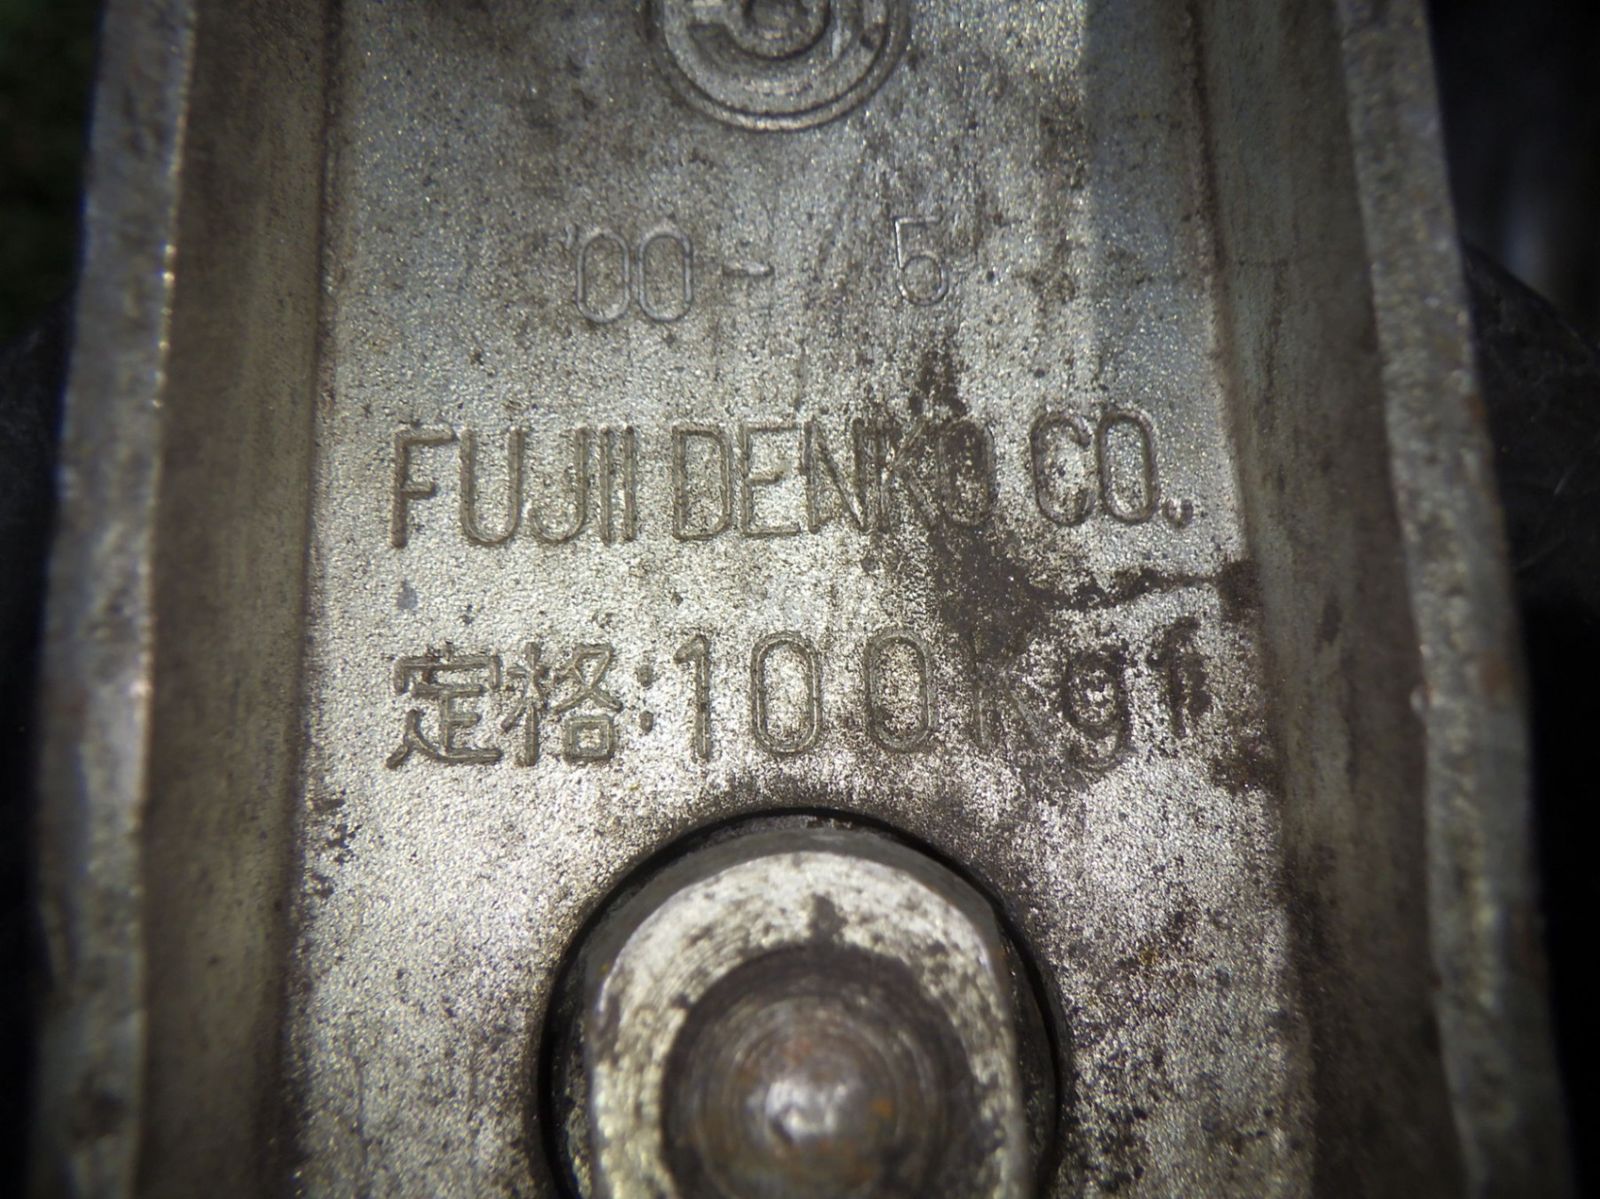 '00- 5
FUJII DENKO CO.,
定格:100kgf